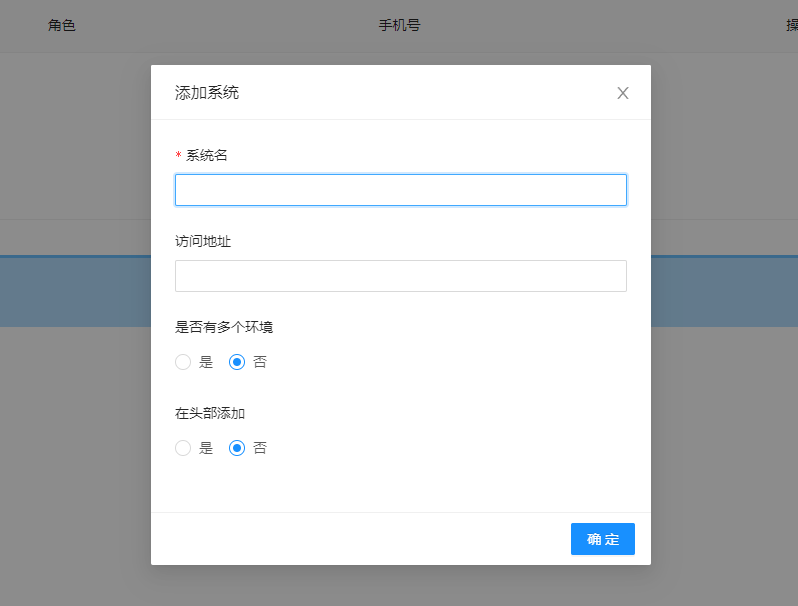 角色 手机号 操
添加系统
* 系统名
访问地址
是否有多个环境
是 否
在头部添加
是 否
确 定